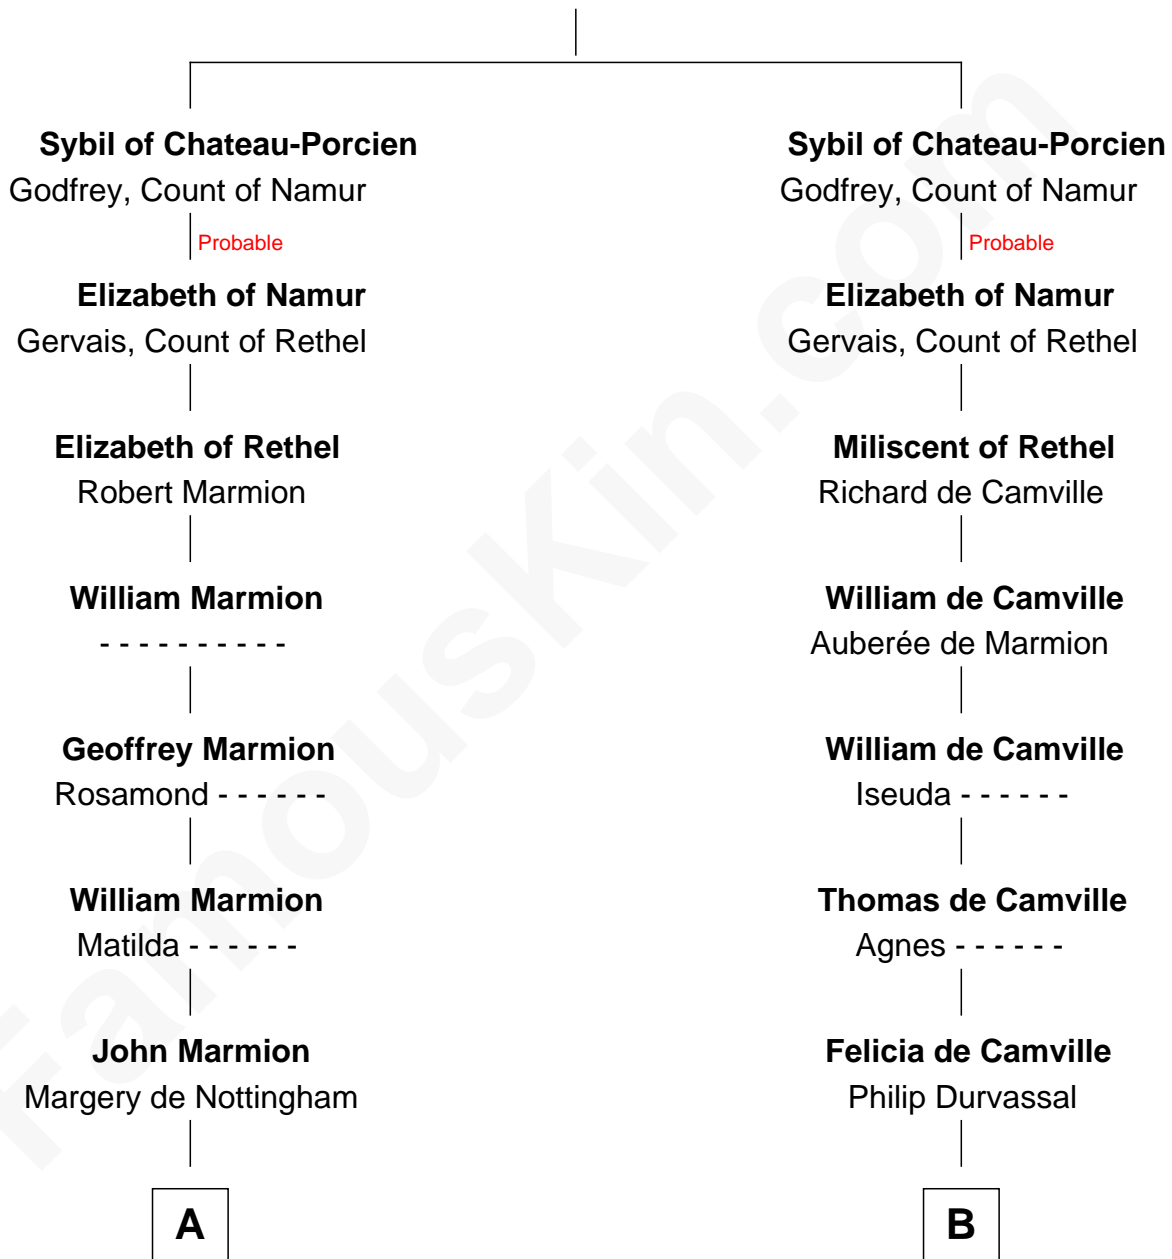 Sybil of Chateau-Porcien
Godfrey, Count of Namur
Probable
Elizabeth of Namur
Gervais, Count of Rethel
Elizabeth of Rethel
Robert Marmion
William Marmion
- - - - - - - - - -
Geoffrey Marmion
Rosamond - - - - - -
William Marmion
Matilda - - - - - -
John Marmion
Margery de Nottingham
A
Sybil of Chateau-Porcien
Godfrey, Count of Namur
Probable
Elizabeth of Namur
Gervais, Count of Rethel
Miliscent of Rethel
Richard de Camville
William de Camville
Auberée de Marmion
William de Camville
Iseuda - - - - - -
Thomas de Camville
Agnes - - - - - -
Felicia de Camville
Philip Durvassal
B
FamousKin.com